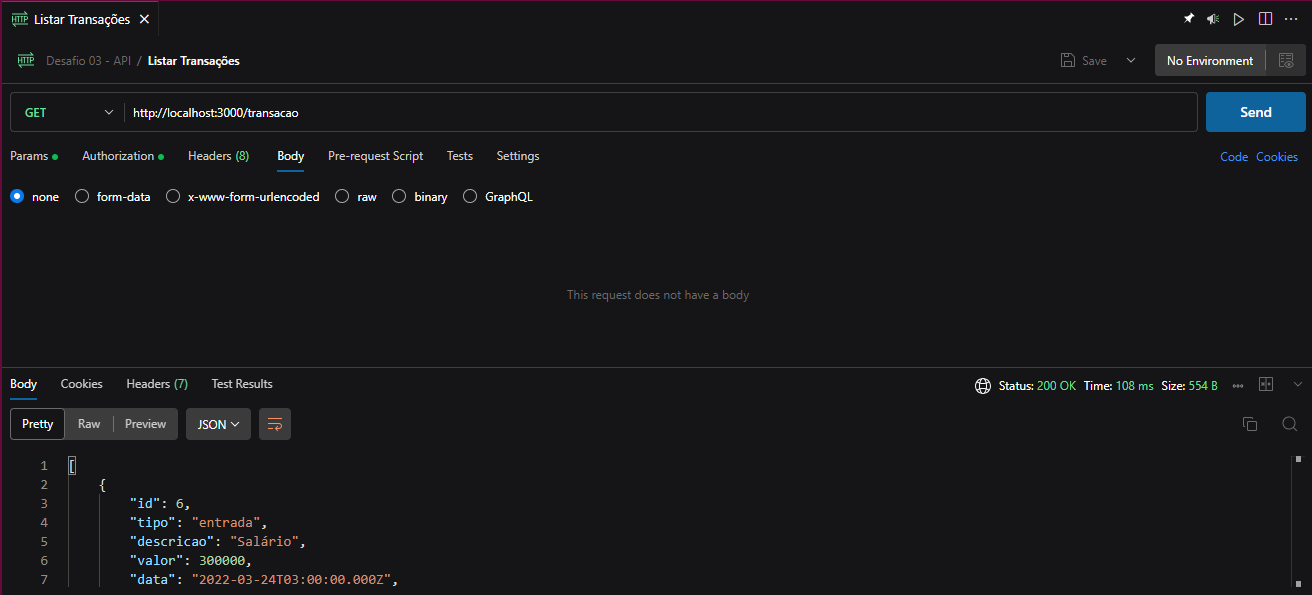 HTTP Listar Transações
HTTP Desafio 03 - API / Listar Transações Save No Environment
GET http://localhost:3000/transacao Send
Params Authorization Headers (8) Body Pre-request Script Tests Settings Code Cookies
none form-data x-www-form-urlencoded raw binary GraphQL
This request does not have a body
Body Cookies Headers (7) Test Results Status: 200 OK Time: 108 ms Size: 554 B
Pretty Raw Preview JSON
1 [
2 {
3 "id": 6,
4 "tipo": "entrada",
5 "descricao": "Salário",
6 "valor": 300000,
7 "data": "2022-03-24T03:00:00.000Z",